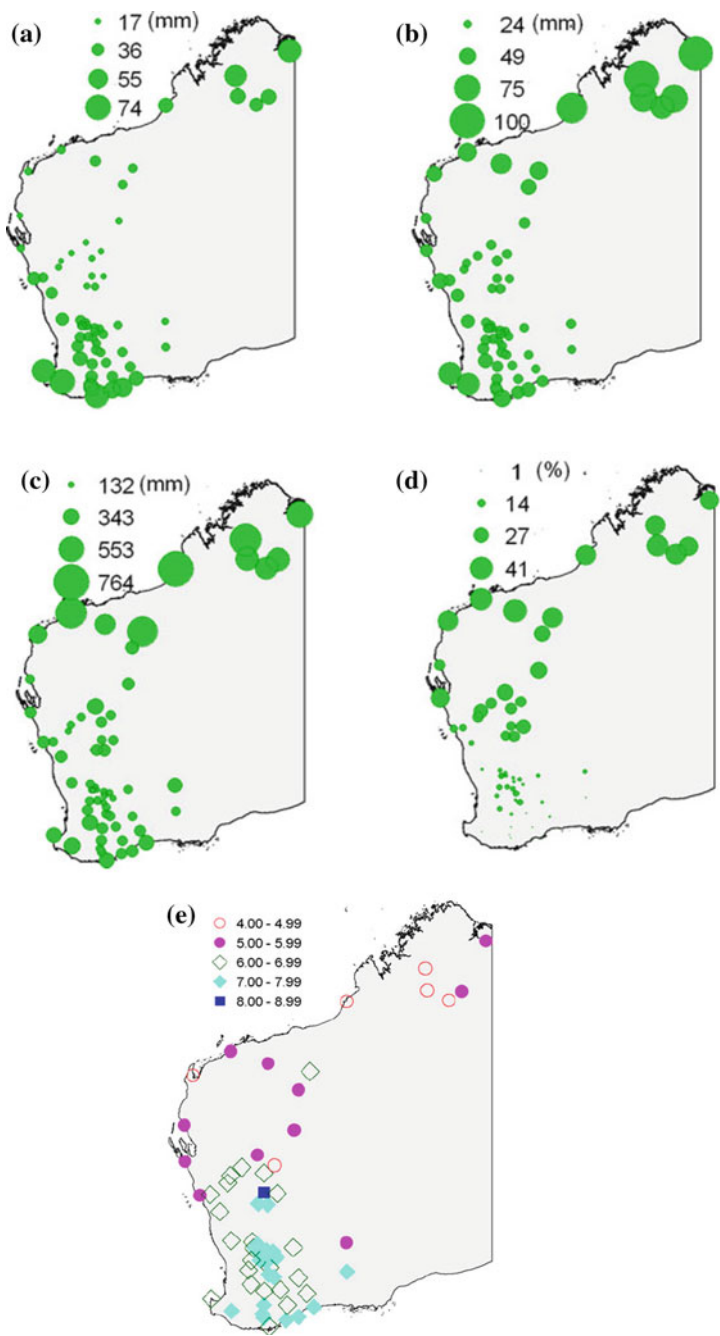 (a)
17 (mm)
36
55
74
(b)
24 (mm)
49
75
100
(c)
132 (mm)
343
553
764
(d)
1 (%)
14
27
41
(e)
4.00 - 4.99
5.00 - 5.99
6.00 - 6.99
7.00 - 7.99
8.00 - 8.99